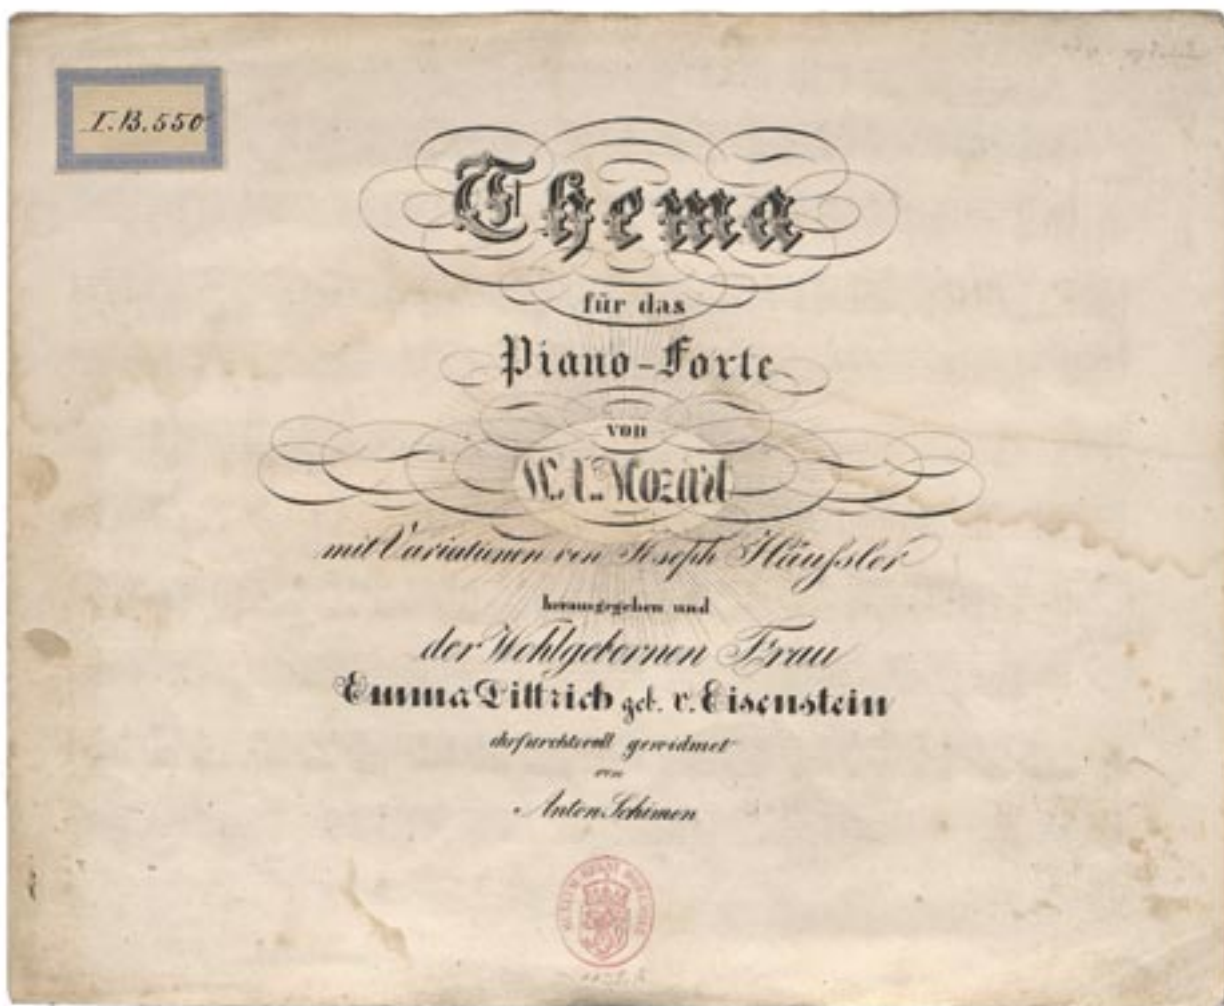 I.B.550
Thema
für das
Piano-Forte
von
W. A. Mozart
mit Variationen von Joseph Häußler
herausgegeben und
der Wohlgebornen Frau
Emma Dittrich geb. v. Eisenstein
ehrfurchtsvoll gewidmet
von
Anton Schimon